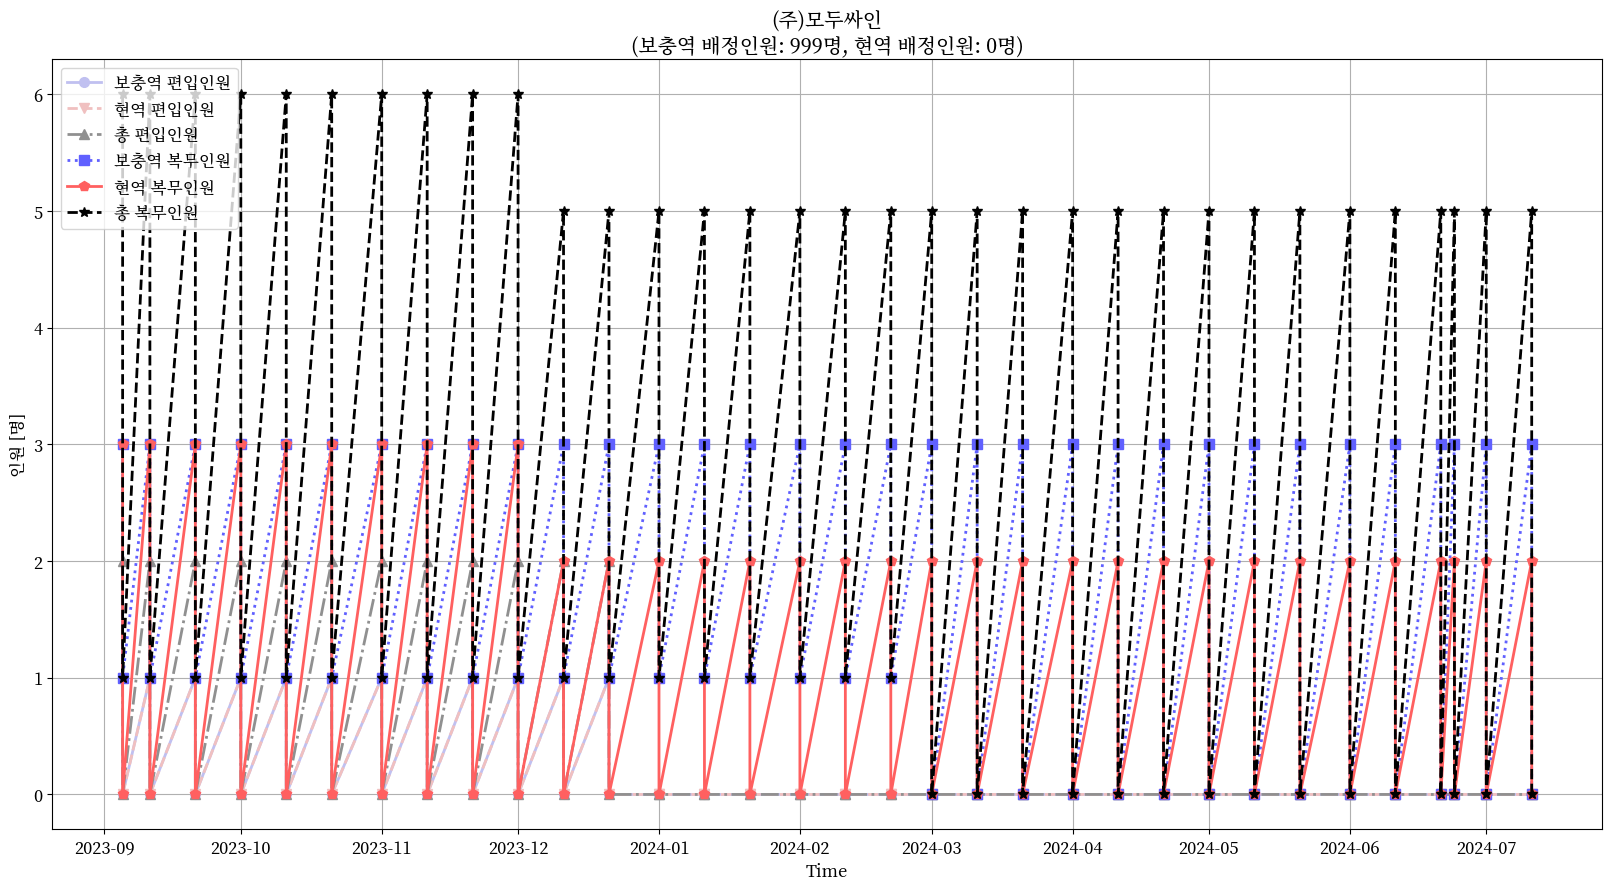 (주)모두싸인
(보충역 배정인원: 999명, 현역 배정인원: 0명)
보충역 편입인원
현역 편입인원
총 편입인원
보충역 복무인원
현역 복무인원
총 복무인원
인원 [명]
6
5
4
3
2
1
0
2023-09
2023-10
2023-11
2023-12
2024-01
2024-02
2024-03
2024-04
2024-05
2024-06
2024-07
Time